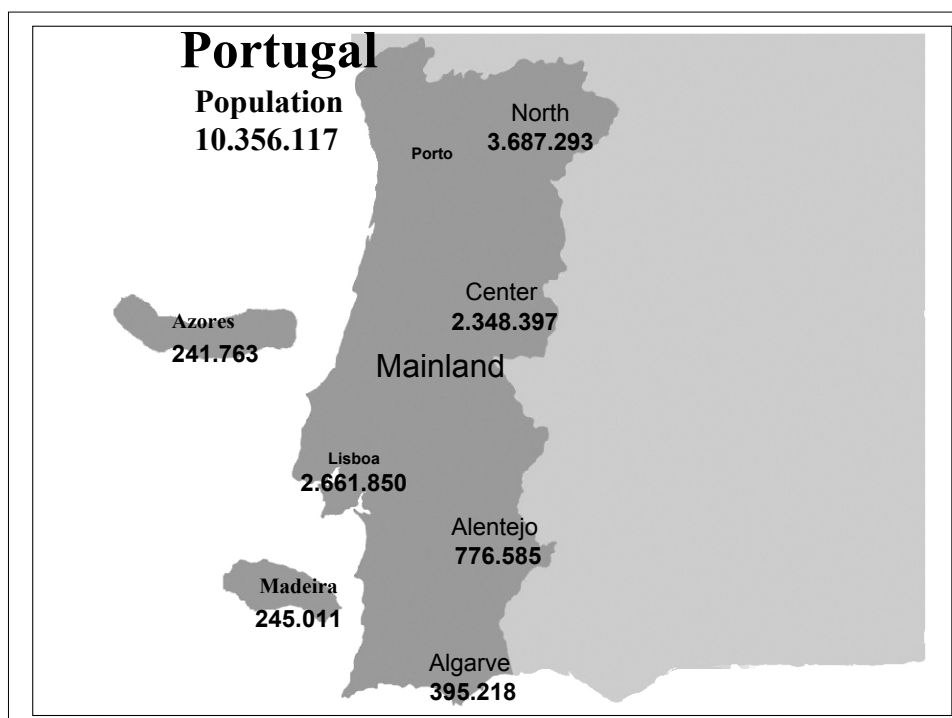 Portugal
Population
10.356.117
North
3.687.293
Porto
Center
2.348.397
Azores
241.763
Mainland
Lisboa
2.661.850
Alentejo
776.585
Madeira
245.011
Algarve
395.218